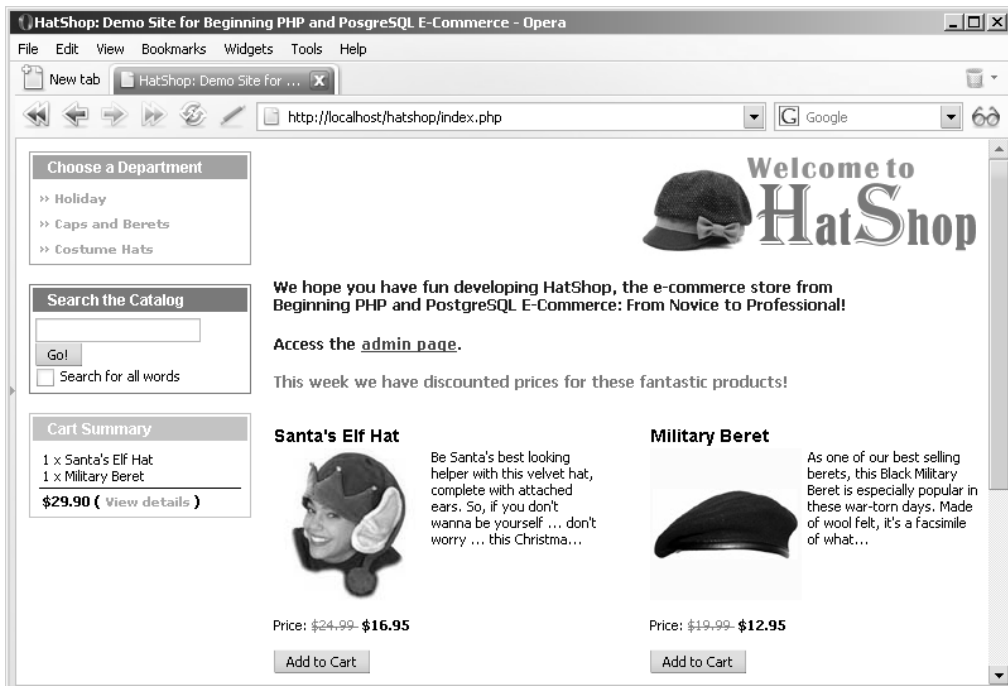 HatShop: Demo Site for Beginning PHP and PosgreSQL E-Commerce - Opera
File Edit View Bookmarks Widgets Tools Help
New tab HatShop: Demo Site for ...
http://localhost/hatshop/index.php
G Google
Choose a Department
» Holiday
» Caps and Berets
» Costume Hats
Search the Catalog
Go!
Search for all words
Cart Summary
1 x Santa's Elf Hat
1 x Military Beret
$29.90 ( View details )
Welcome to
HatShop
We hope you have fun developing HatShop, the e-commerce store from
Beginning PHP and PostgreSQL E-Commerce: From Novice to Professional!
Access the admin page.
This week we have discounted prices for these fantastic products!
Santa's Elf Hat
Be Santa's best looking
helper with this velvet hat,
complete with attached
ears. So, if you don't
wanna be yourself ... don't
worry ... this Christma...
Price: $24.99 $16.95
Add to Cart
Military Beret
As one of our best selling
berets, this Black Military
Beret is especially popular in
these war-torn days. Made
of wool felt, it's a facsimile
of what...
Price: $19.99 $12.95
Add to Cart